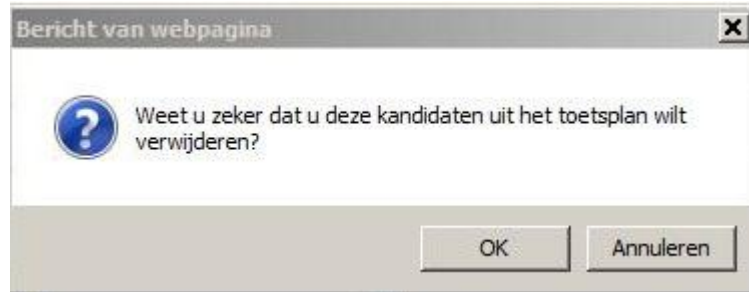 Bericht van webpagina
Weet u zeker dat u deze kandidaten uit het toetsplan wilt
verwijderen?
OK Annuleren